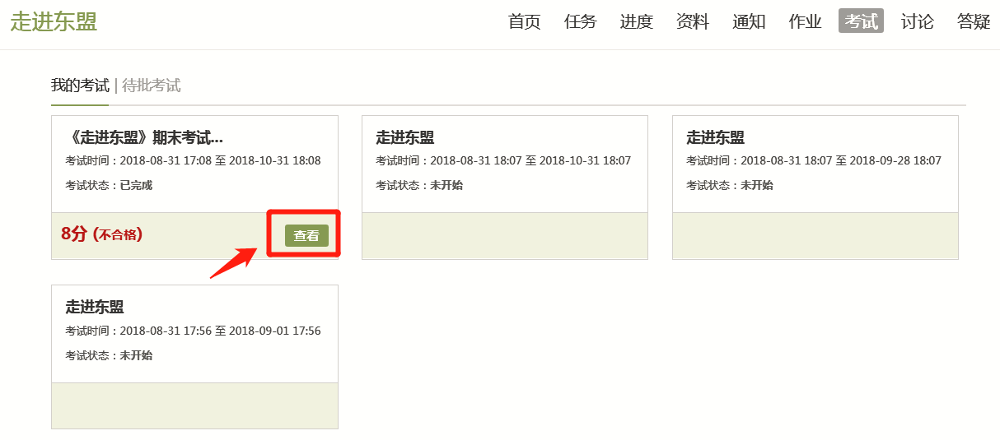 走进东盟
首页 任务 进度 资料 通知 作业 考试 讨论 答疑
我的考试 | 待批考试
《走进东盟》期末考试...
考试时间：2018-08-31 17:08 至 2018-10-31 18:08
考试状态：已完成
8分 (不合格)
查看
走进东盟
考试时间：2018-08-31 18:07 至 2018-10-31 18:07
考试状态：未开始
走进东盟
考试时间：2018-08-31 18:07 至 2018-09-28 18:07
考试状态：未开始
走进东盟
考试时间：2018-08-31 17:56 至 2018-09-01 17:56
考试状态：未开始